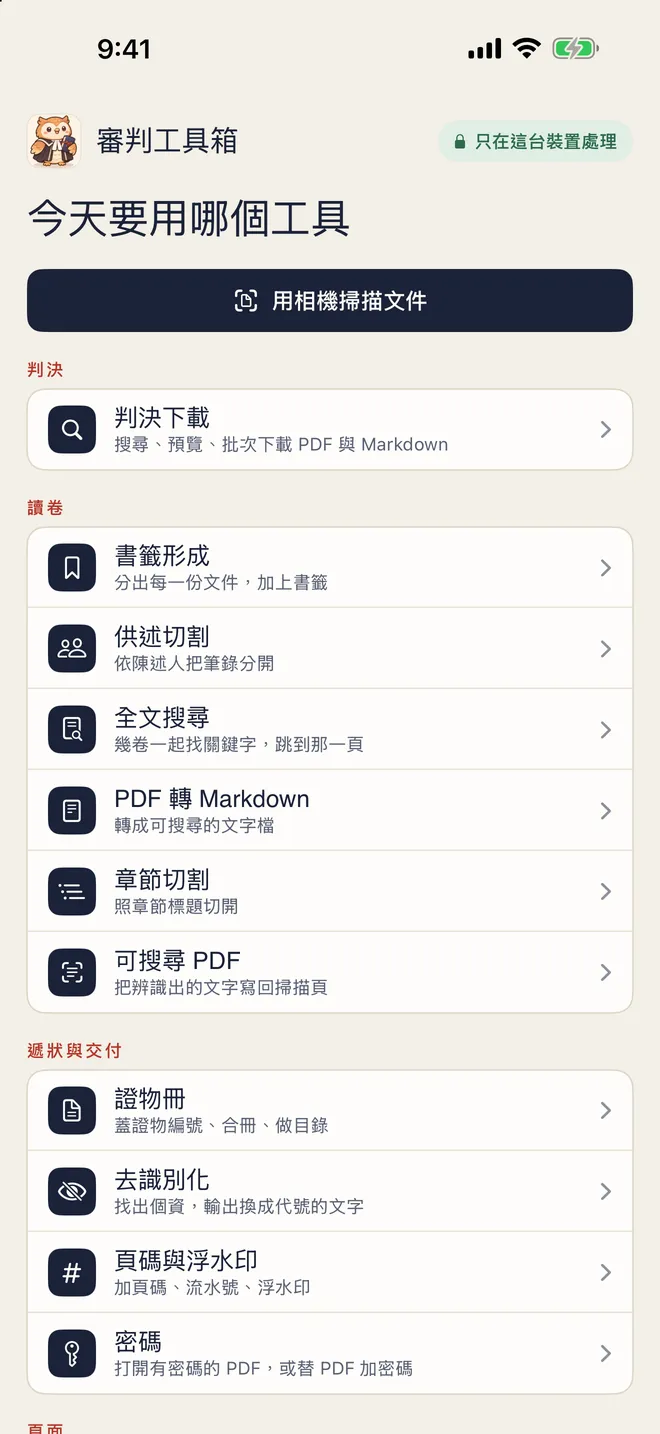 9:41
審判工具箱
只在這台裝置處理
今天要用哪個工具
用相機掃描文件
判決
判決下載
搜尋、預覽、批次下載 PDF 與 Markdown
讀卷
書籤形成
分出每一份文件，加上書籤
供述切割
依陳述人把筆錄分開
全文搜尋
幾卷一起找關鍵字，跳到那一頁
PDF 轉 Markdown
轉成可搜尋的文字檔
章節切割
照章節標題切開
可搜尋 PDF
把辨識出的文字寫回掃描頁
遞狀與交付
證物冊
蓋證物編號、合冊、做目錄
去識別化
找出個資，輸出換成代號的文字
頁碼與浮水印
加頁碼、流水號、浮水印
密碼
打開有密碼的 PDF，或替 PDF 加密碼
頁面